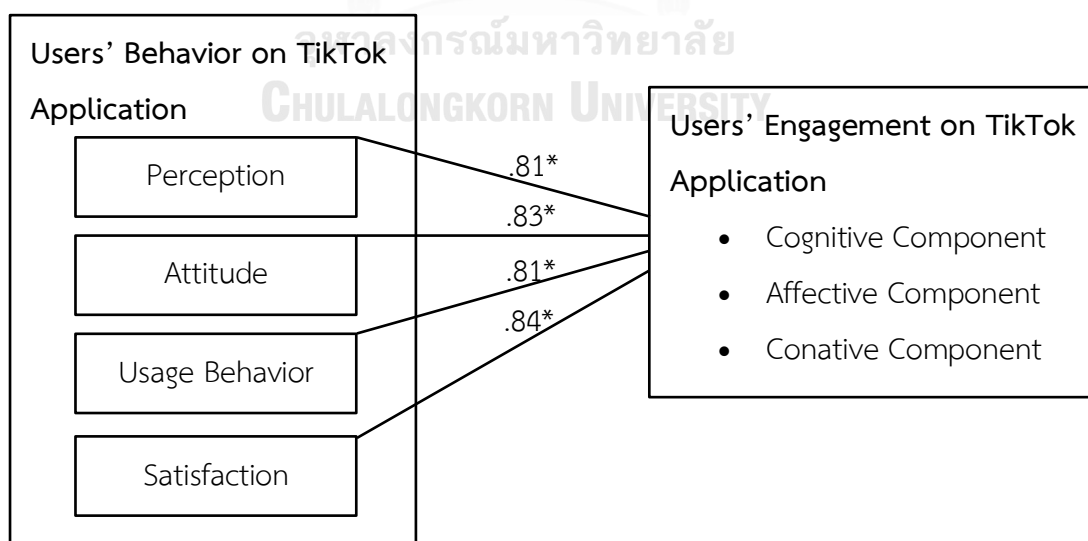 จุฬาลงกรณ์มหาวิทยาลัย
CHULALONGKORN UNIVERSITY
Users’ Behavior on TikTok
Application
Perception
Attitude
Usage Behavior
Satisfaction
.81*
.83*
.81*
.84*
Users’ Engagement on TikTok
Application
• Cognitive Component
• Affective Component
• Conative Component